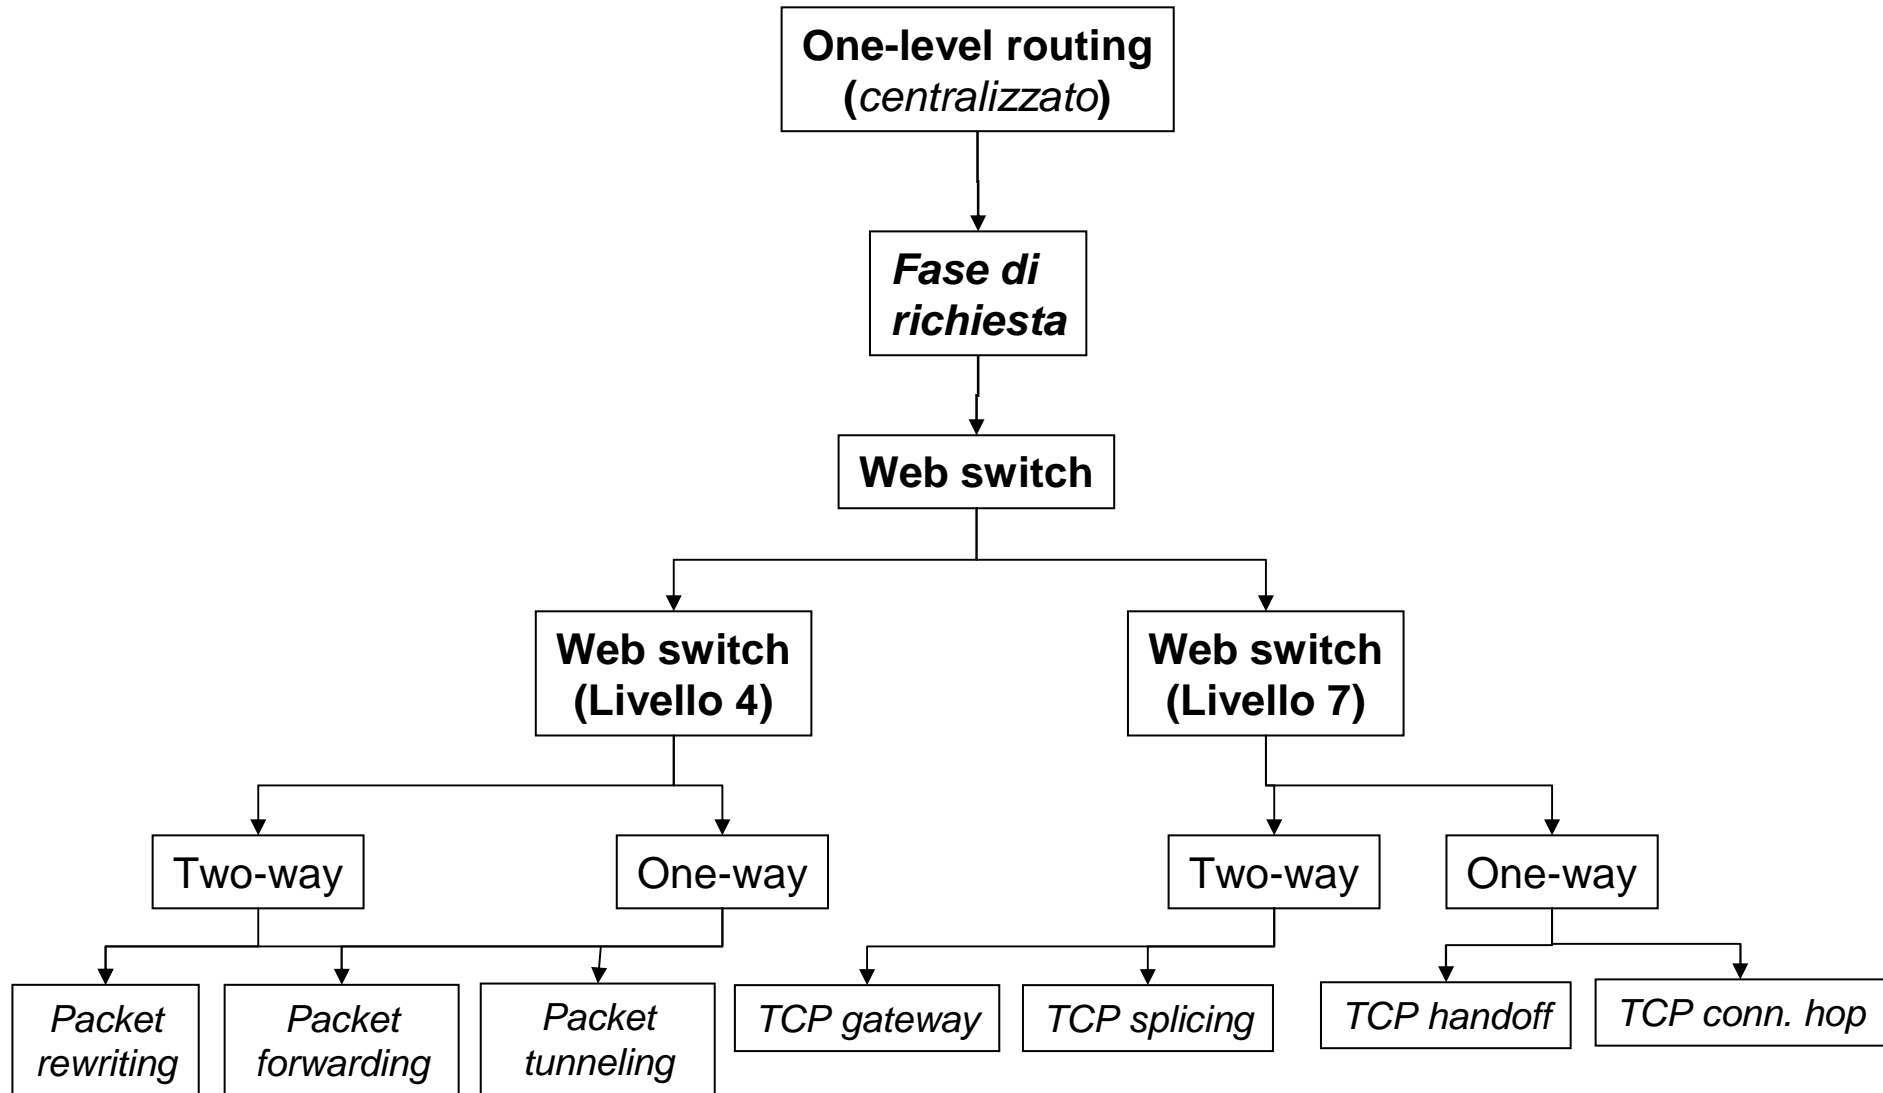 One-level routing
(centralizzato)
Fase di
richiesta
Web switch
Web switch
(Livello 4)
Web switch
(Livello 7)
Two-way
One-way
Two-way
One-way
Packet
rewriting
Packet
forwarding
Packet
tunneling
TCP gateway
TCP splicing
TCP handoff
TCP conn. hop